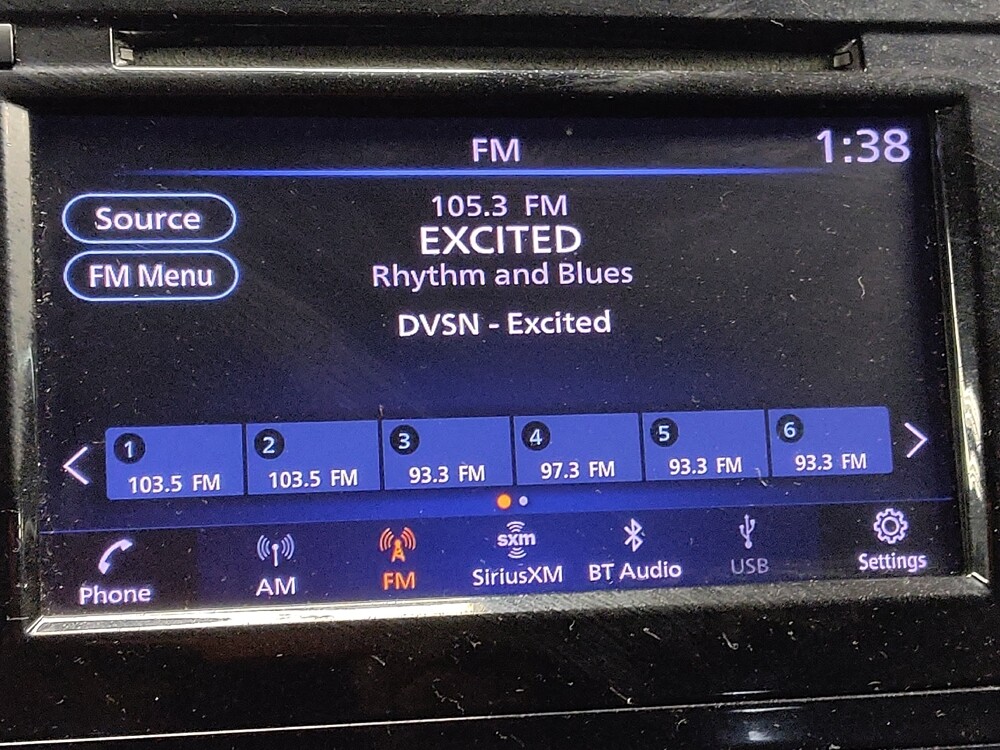 FM
1:38
Source
FM Menu
105.3 FM
EXCITED
Rhythm and Blues
DVSN - Excited
1
103.5 FM
2
103.5 FM
3
93.3 FM
4
97.3 FM
5
93.3 FM
6
93.3 FM
Phone
AM
FM
sxm
SiriusXM
BT Audio
USB
Settings